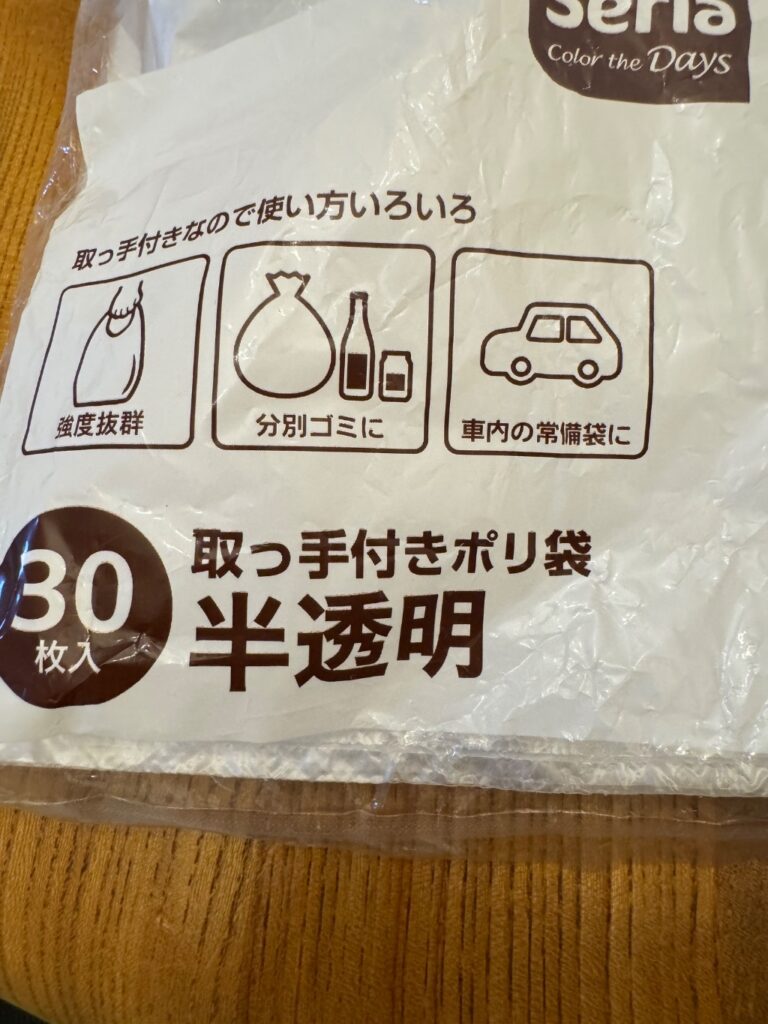 Seria
Color the Days
取っ手付きなので使い方いろいろ
強度抜群
分別ゴミに
車内の常備袋に
30
枚入
取っ手付きポリ袋
半透明